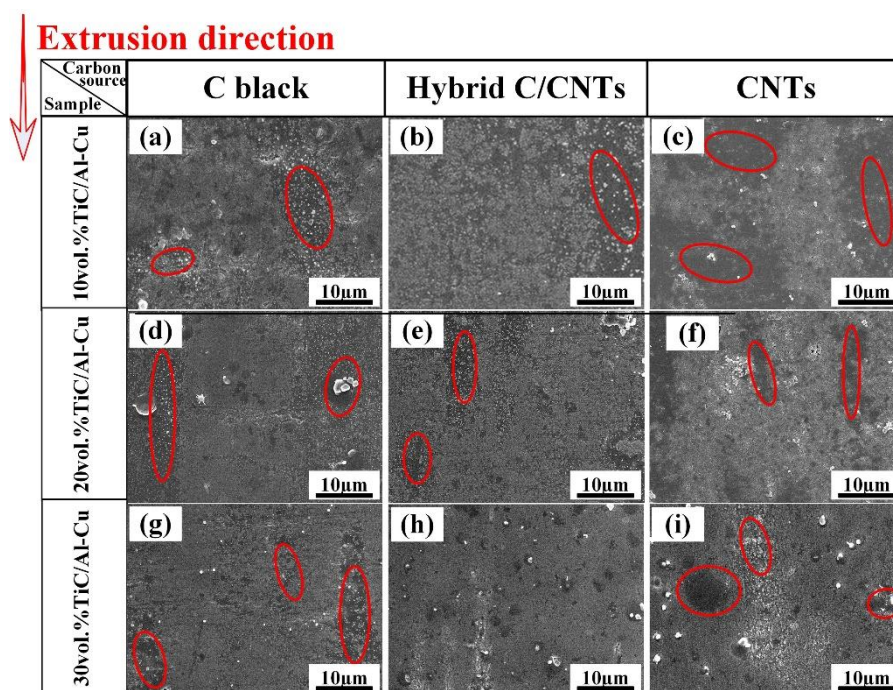 Extrusion direction
Carbon
source
Sample
C black
Hybrid C/CNTs
CNTs
10vol.%TiC/Al-Cu
(a)
10μm
(b)
10μm
(c)
10μm
20vol.%TiC/Al-Cu
(d)
10μm
(e)
10μm
(f)
10μm
30vol.%TiC/Al-Cu
(g)
10μm
(h)
10μm
(i)
10μm